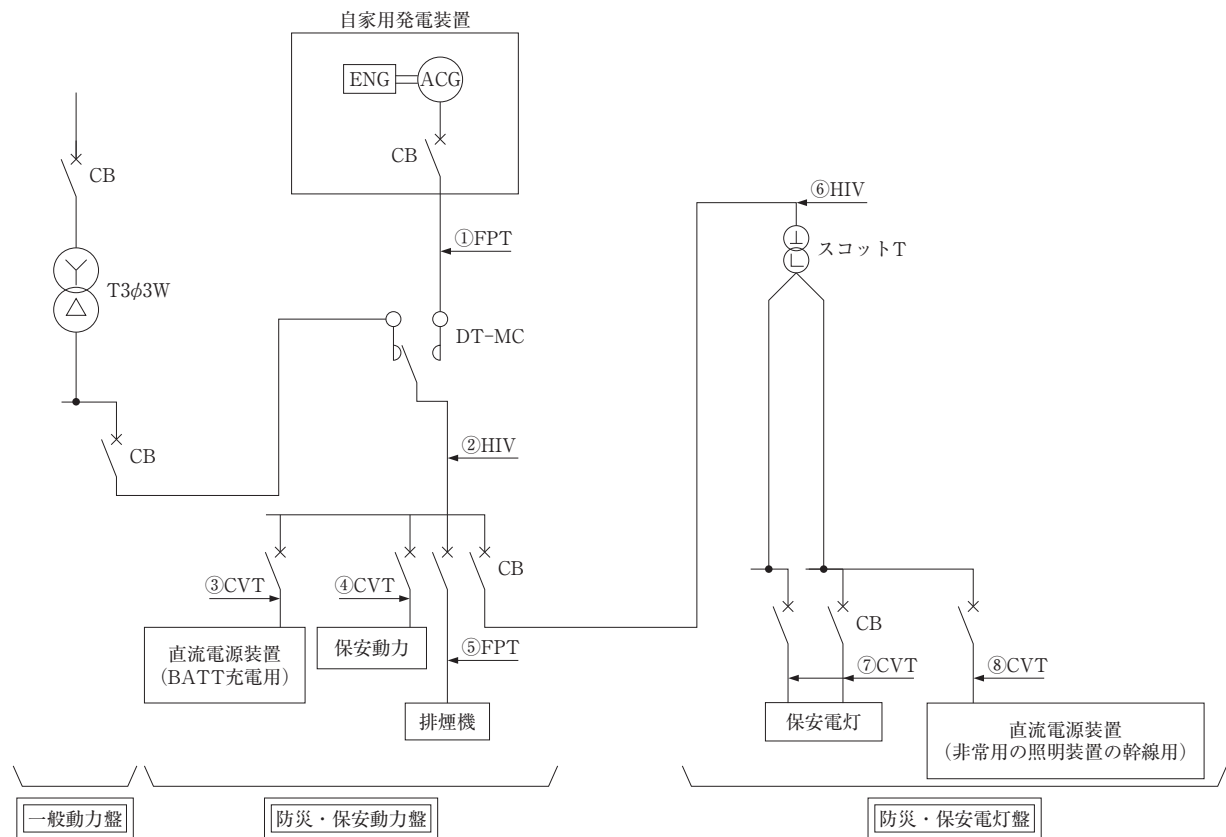 自家用発電装置
ENG
ACG
CB
CB
①FPT
⑥HIV
スコットT
T3φ3W
DT-MC
CB
②HIV
③CVT
④CVT
CB
⑤FPT
直流電源装置
(BATT充電用)
保安動力
排煙機
CB
⑦CVT
⑧CVT
保安電灯
直流電源装置
(非常用の照明装置の幹線用)
一般動力盤
防災・保安動力盤
防災・保安電灯盤